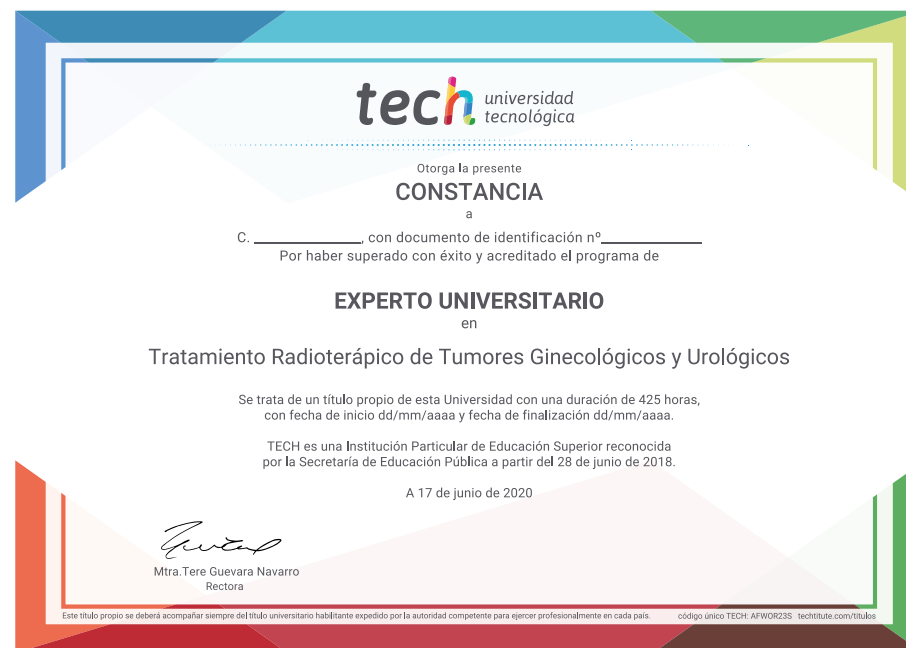 tech universidad
tecnológica
Otorga la presente
CONSTANCIA
a
C. ______________, con documento de identificación nº______________
Por haber superado con éxito y acreditado el programa de
EXPERTO UNIVERSITARIO
en
Tratamiento Radioterápico de Tumores Ginecológicos y Urológicos
Se trata de un título propio de esta Universidad con una duración de 425 horas,
con fecha de inicio dd/mm/aaaa y fecha de finalización dd/mm/aaaa.
TECH es una Institución Particular de Educación Superior reconocida
por la Secretaría de Educación Pública a partir del 28 de junio de 2018.
A 17 de junio de 2020
Mtra.Tere Guevara Navarro
Rectora
Este título propio se deberá acompañar siempre del título universitario habilitante expedido por la autoridad competente para ejercer profesionalmente en cada país. código único TECH: AFWOR23S techtitute.com/titulos